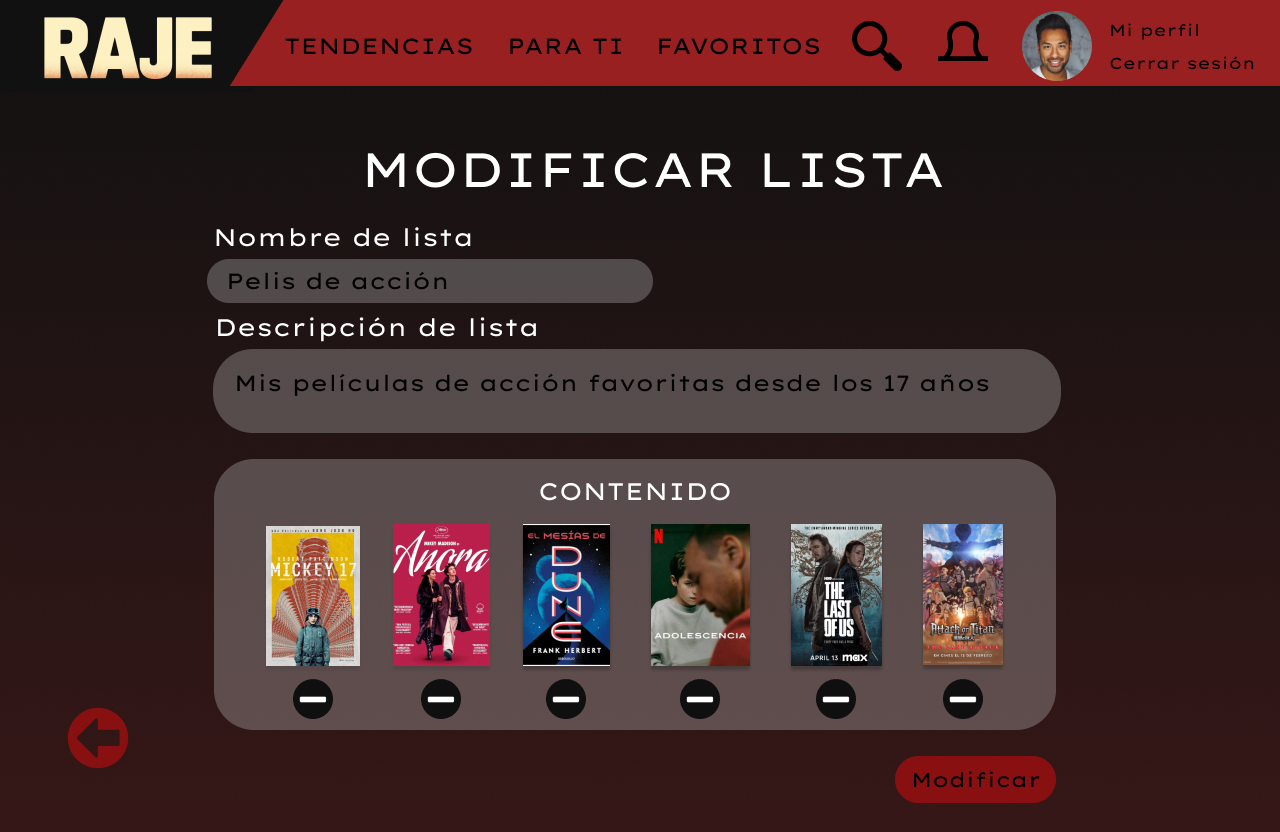 RAJE
TENDENCIAS
PARA TI
FAVORITOS
Mi perfil
Cerrar sesión
MODIFICAR LISTA
Nombre de lista
Pelis de acción
Descripción de lista
Mis películas de acción favoritas desde los 17 años
CONTENIDO
MICKEY 17
MIKEY MADISON
Anora
EL MESÍAS DE
DUNE
FRANK HERBERT
N
ADOLESCENCIA
THE
LAST
OF US
APRIL 13 max
Attack on Titan
Modificar